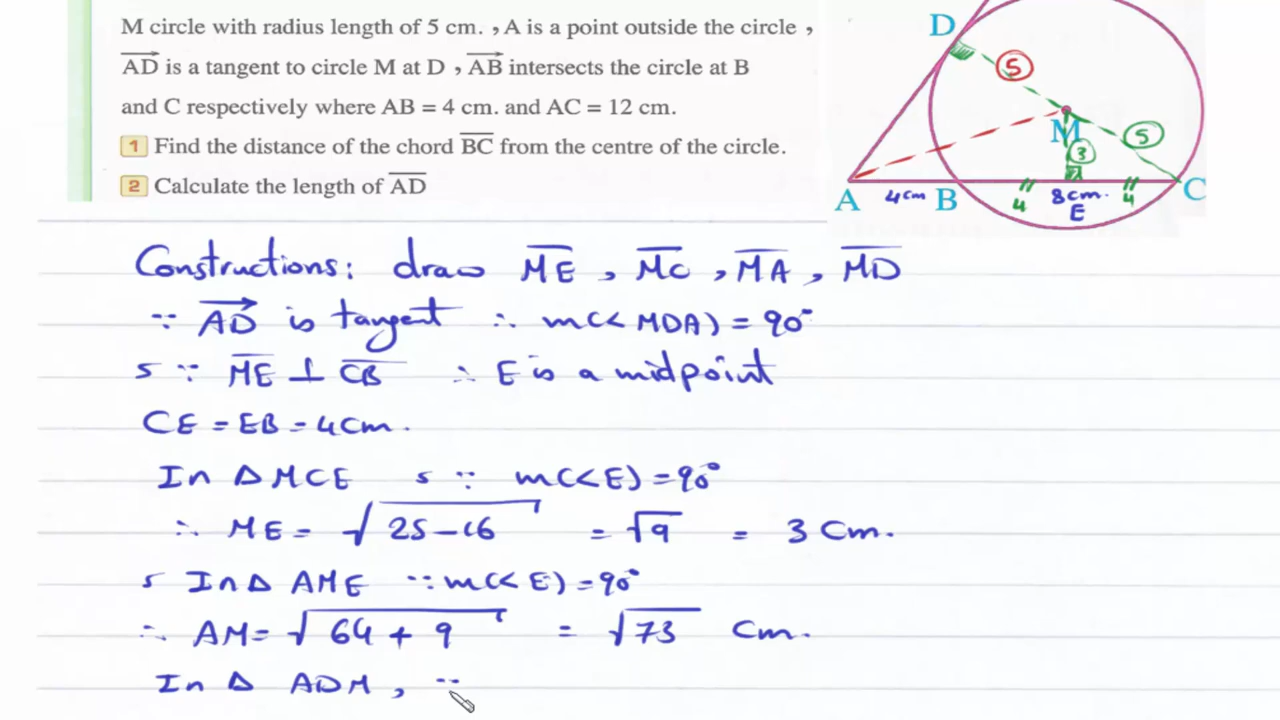 M circle with radius length of 5 cm. , A is a point outside the circle ,
AD is a tangent to circle M at D , AB intersects the circle at B
and C respectively where AB = 4 cm. and AC = 12 cm.
1 Find the distance of the chord BC from the centre of the circle.
2 Calculate the length of AD
D
5
M
5
3
A 4cm B 4 8cm. 4 C
E
Constructions: draw ME , MC , MA , MD
∵ AD is tangent ∴ m(< MDA) = 90°
, ∵ ME ⊥ CB ∴ E is a midpoint
CE = EB = 4cm.
In Δ MCE , ∵ m(<E) = 90°
∴ ME = √25-16 = √9 = 3 Cm.
, In Δ AME ∵ m(<E) = 90°
∴ AM = √64 + 9 = √73 Cm.
In Δ ADM ,